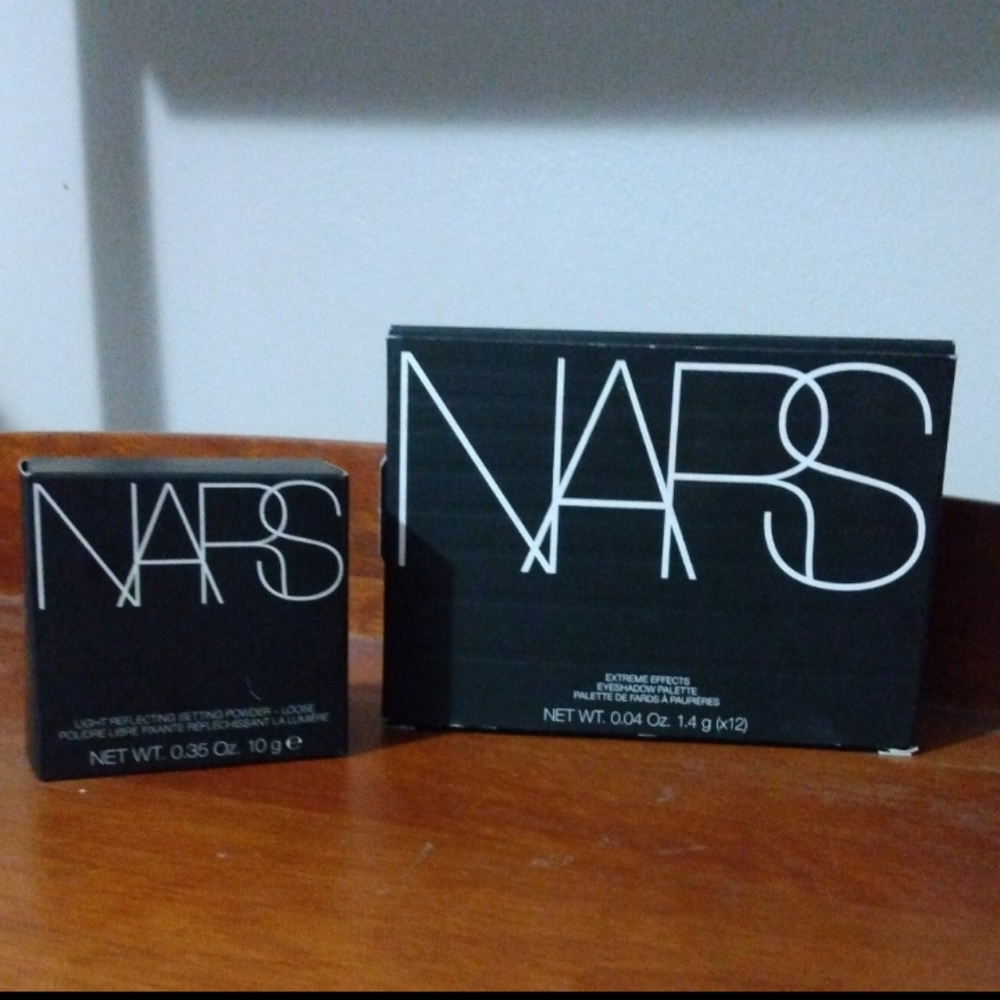 NARS
LIGHT REFLECTING SETTING POWDER - LOOSE
POUDRE LIBRE FIXANTE RÉFLÉCHISSANT LA LUMIÈRE
NET WT. 0.35 Oz. 10 g ℮
NARS
EXTREME EFFECTS
EYESHADOW PALETTE
PALETTE DE FARDS À PAUPIÈRES
NET WT. 0.04 Oz. 1.4 g (x12)